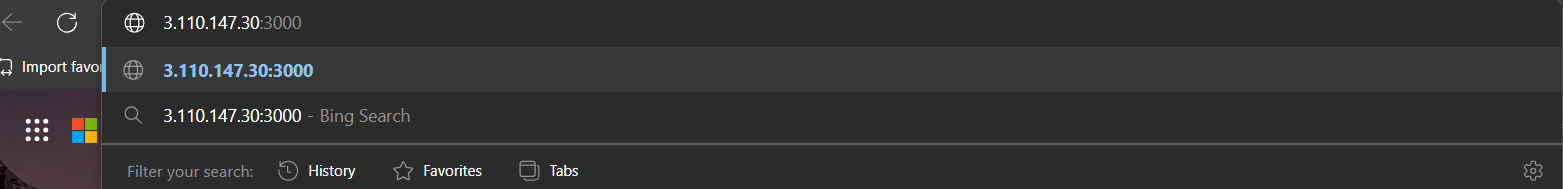 3.110.147.30:3000
Import favo
3.110.147.30:3000
3.110.147.30:3000 - Bing Search
Filter your search: History Favorites Tabs